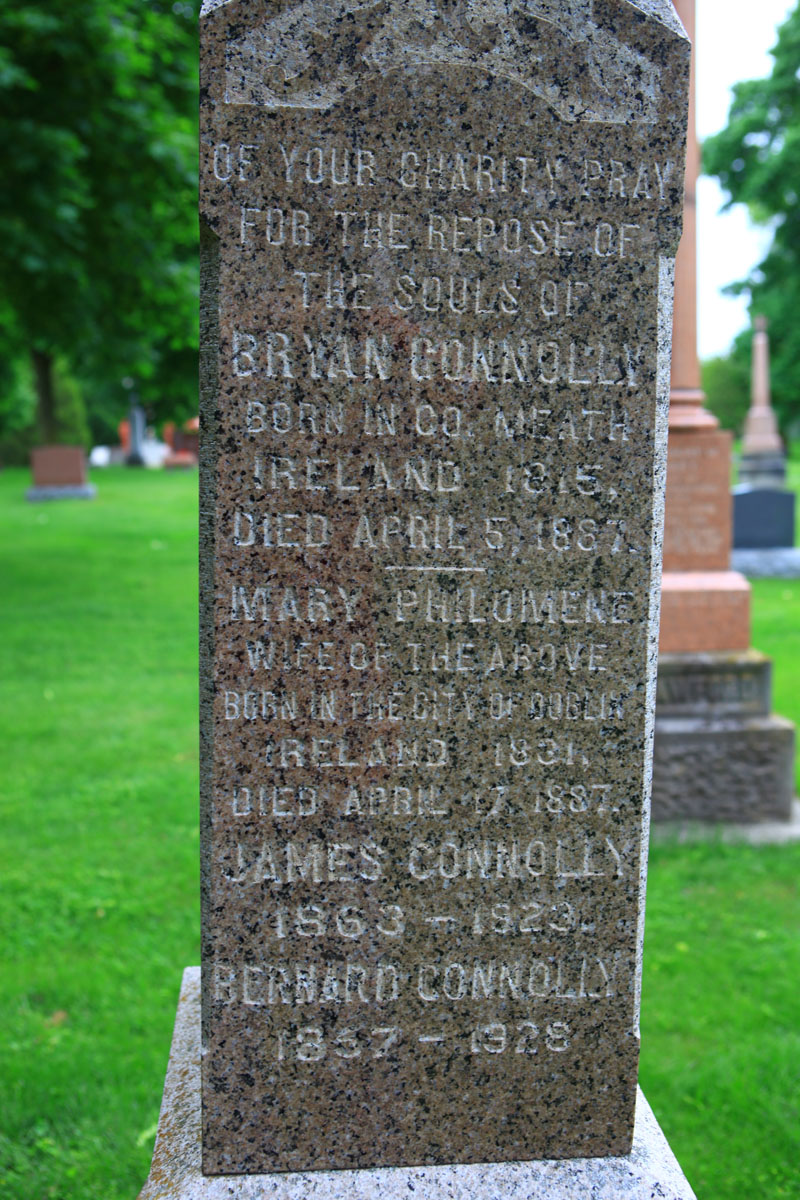 OF YOUR CHARITY PRAY
FOR THE REPOSE OF
THE SOULS OF
BRYAN CONNOLLY
BORN IN CO. MEATH
IRELAND 1815,
DIED APRIL 5, 1887.
MARY PHILOMENE
WIFE OF THE ABOVE
BORN IN THE CITY OF DUBLIN
IRELAND 1831,
DIED APRIL 17, 1887.
JAMES CONNOLLY
1863 – 1923.
BERNARD CONNOLLY
1857 – 1928